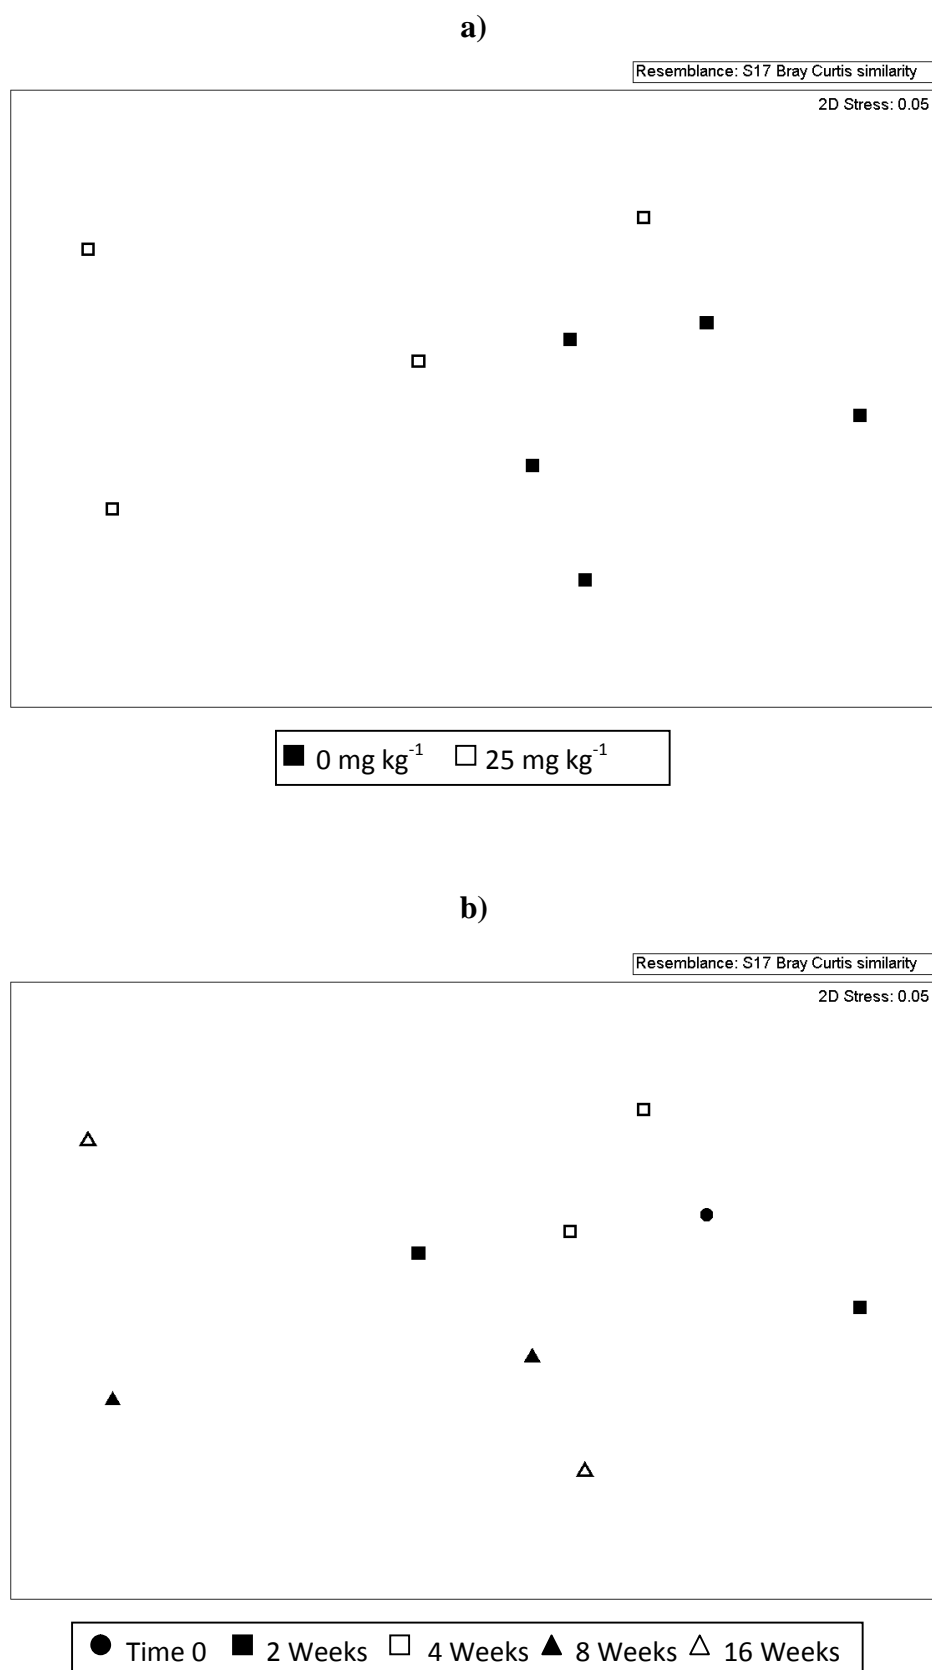 a)
Resemblance: S17 Bray Curtis similarity
2D Stress: 0.05
0 mg kg-1 25 mg kg-1
b)
Resemblance: S17 Bray Curtis similarity
2D Stress: 0.05
Time 0 2 Weeks 4 Weeks 8 Weeks 16 Weeks